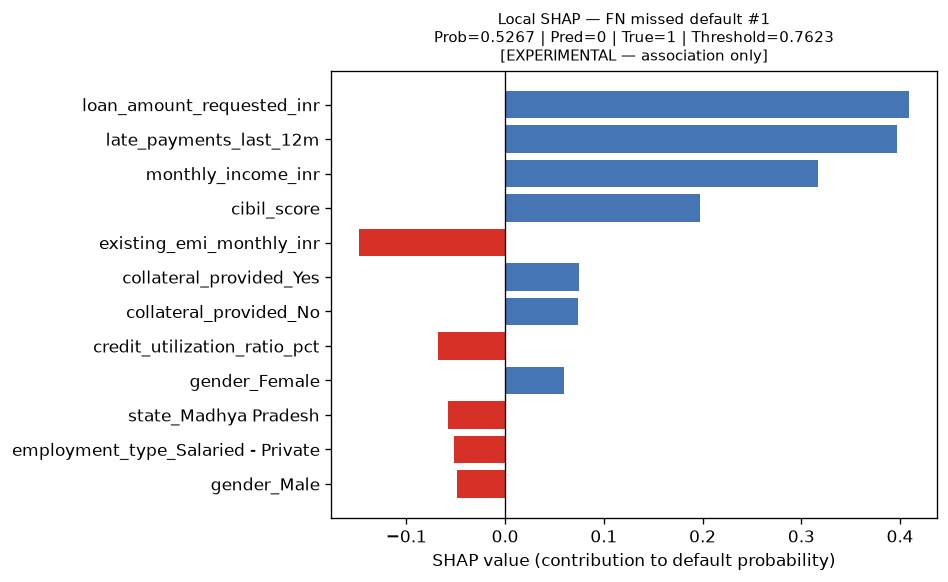 Local SHAP — FN missed default #1
Prob=0.5267 | Pred=0 | True=1 | Threshold=0.7623
[EXPERIMENTAL — association only]
loan_amount_requested_inr
late_payments_last_12m
monthly_income_inr
cibil_score
existing_emi_monthly_inr
collateral_provided_Yes
collateral_provided_No
credit_utilization_ratio_pct
gender_Female
state_Madhya Pradesh
employment_type_Salaried - Private
gender_Male
−0.1 0.0 0.1 0.2 0.3 0.4
SHAP value (contribution to default probability)